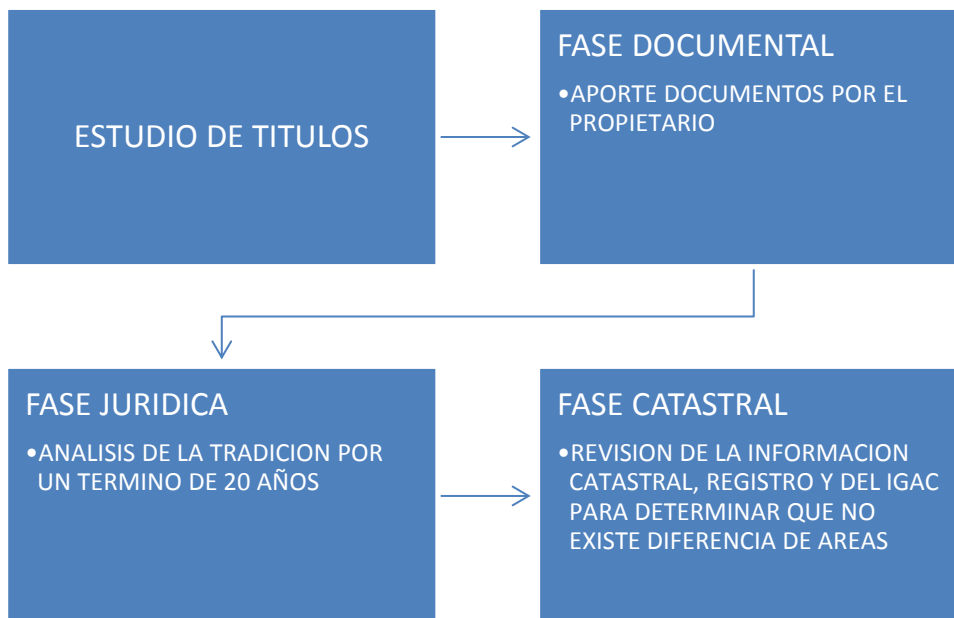 ESTUDIO DE TITULOS
FASE DOCUMENTAL
•APORTE DOCUMENTOS POR EL
PROPIETARIO
FASE JURIDICA
•ANALISIS DE LA TRADICION POR
UN TERMINO DE 20 AÑOS
FASE CATASTRAL
•REVISION DE LA INFORMACION
CATASTRAL, REGISTRO Y DEL IGAC
PARA DETERMINAR QUE NO
EXISTE DIFERENCIA DE AREAS